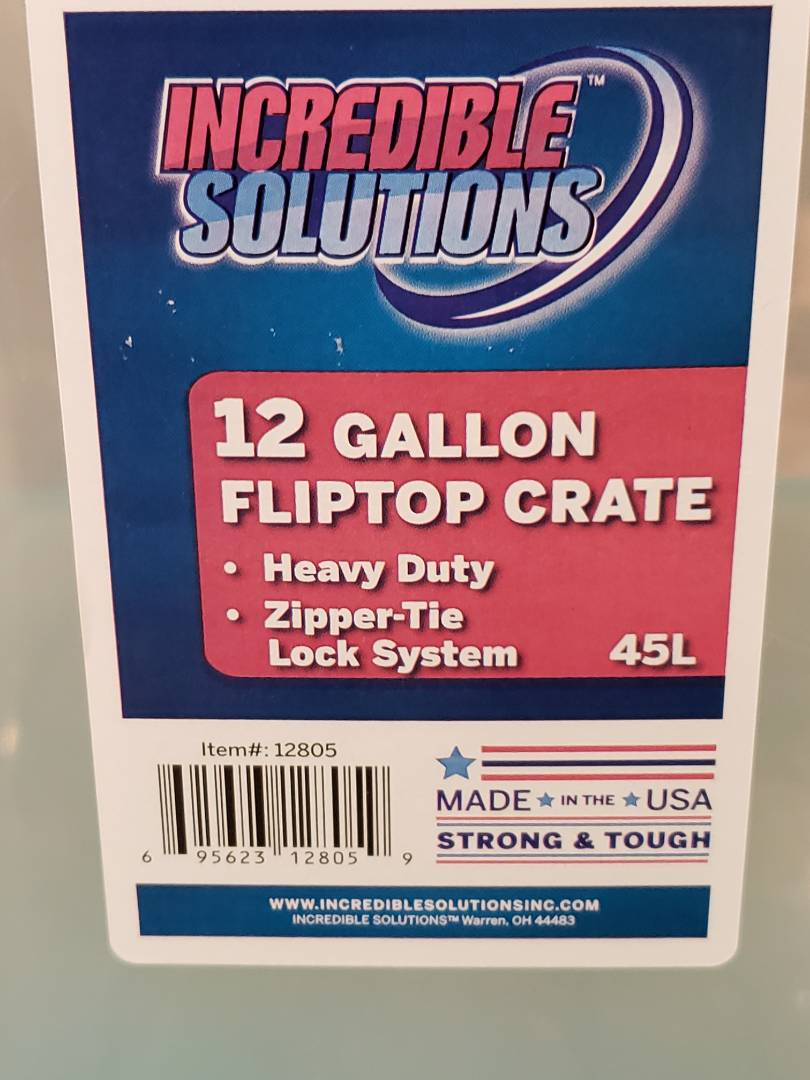 INCREDIBLE™
SOLUTIONS
12 GALLON
FLIPTOP CRATE
• Heavy Duty
• Zipper-Tie
Lock System
45L
Item#: 12805
6 95623 12805 9
MADE ★ IN THE ★ USA
STRONG & TOUGH
WWW.INCREDIBLESOLUTIONSINC.COM
INCREDIBLE SOLUTIONS™ Warren, OH 44483